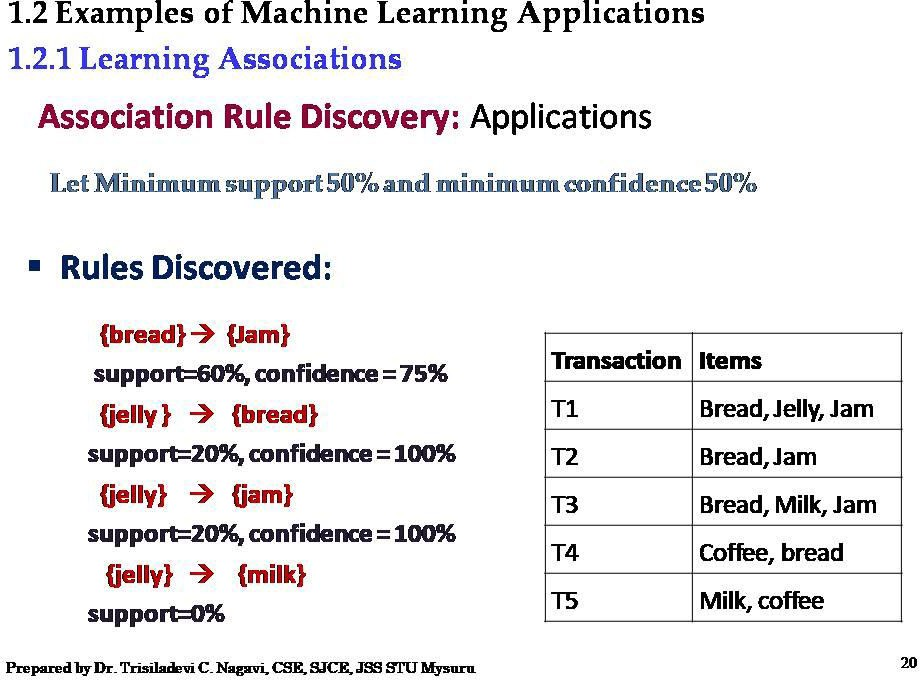 1.2 Examples of Machine Learning Applications
1.2.1 Learning Associations
Association Rule Discovery: Applications
Let Minimum support 50% and minimum confidence 50%
▪ Rules Discovered:
{bread} → {Jam}
support=60%, confidence = 75%
{jelly } → {bread}
support=20%, confidence = 100%
{jelly} → {jam}
support=20%, confidence = 100%
{jelly} → {milk}
support=0%
Transaction Items
T1 Bread, Jelly, Jam
T2 Bread, Jam
T3 Bread, Milk, Jam
T4 Coffee, bread
T5 Milk, coffee
Prepared by Dr. Trisiladevi C. Nagavi, CSE, SJCE, JSS STU Mysuru
20